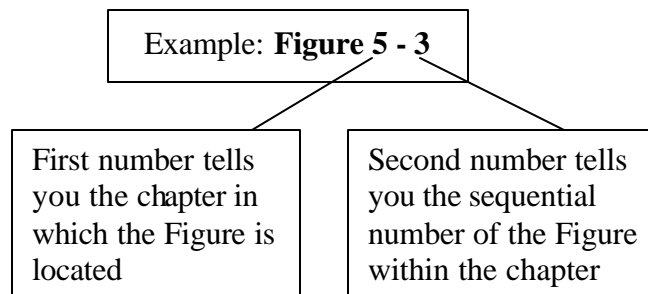 Example: Figure 5 - 3
First number tells
you the chapter in
which the Figure is
located
Second number tells
you the sequential
number of the Figure
within the chapter